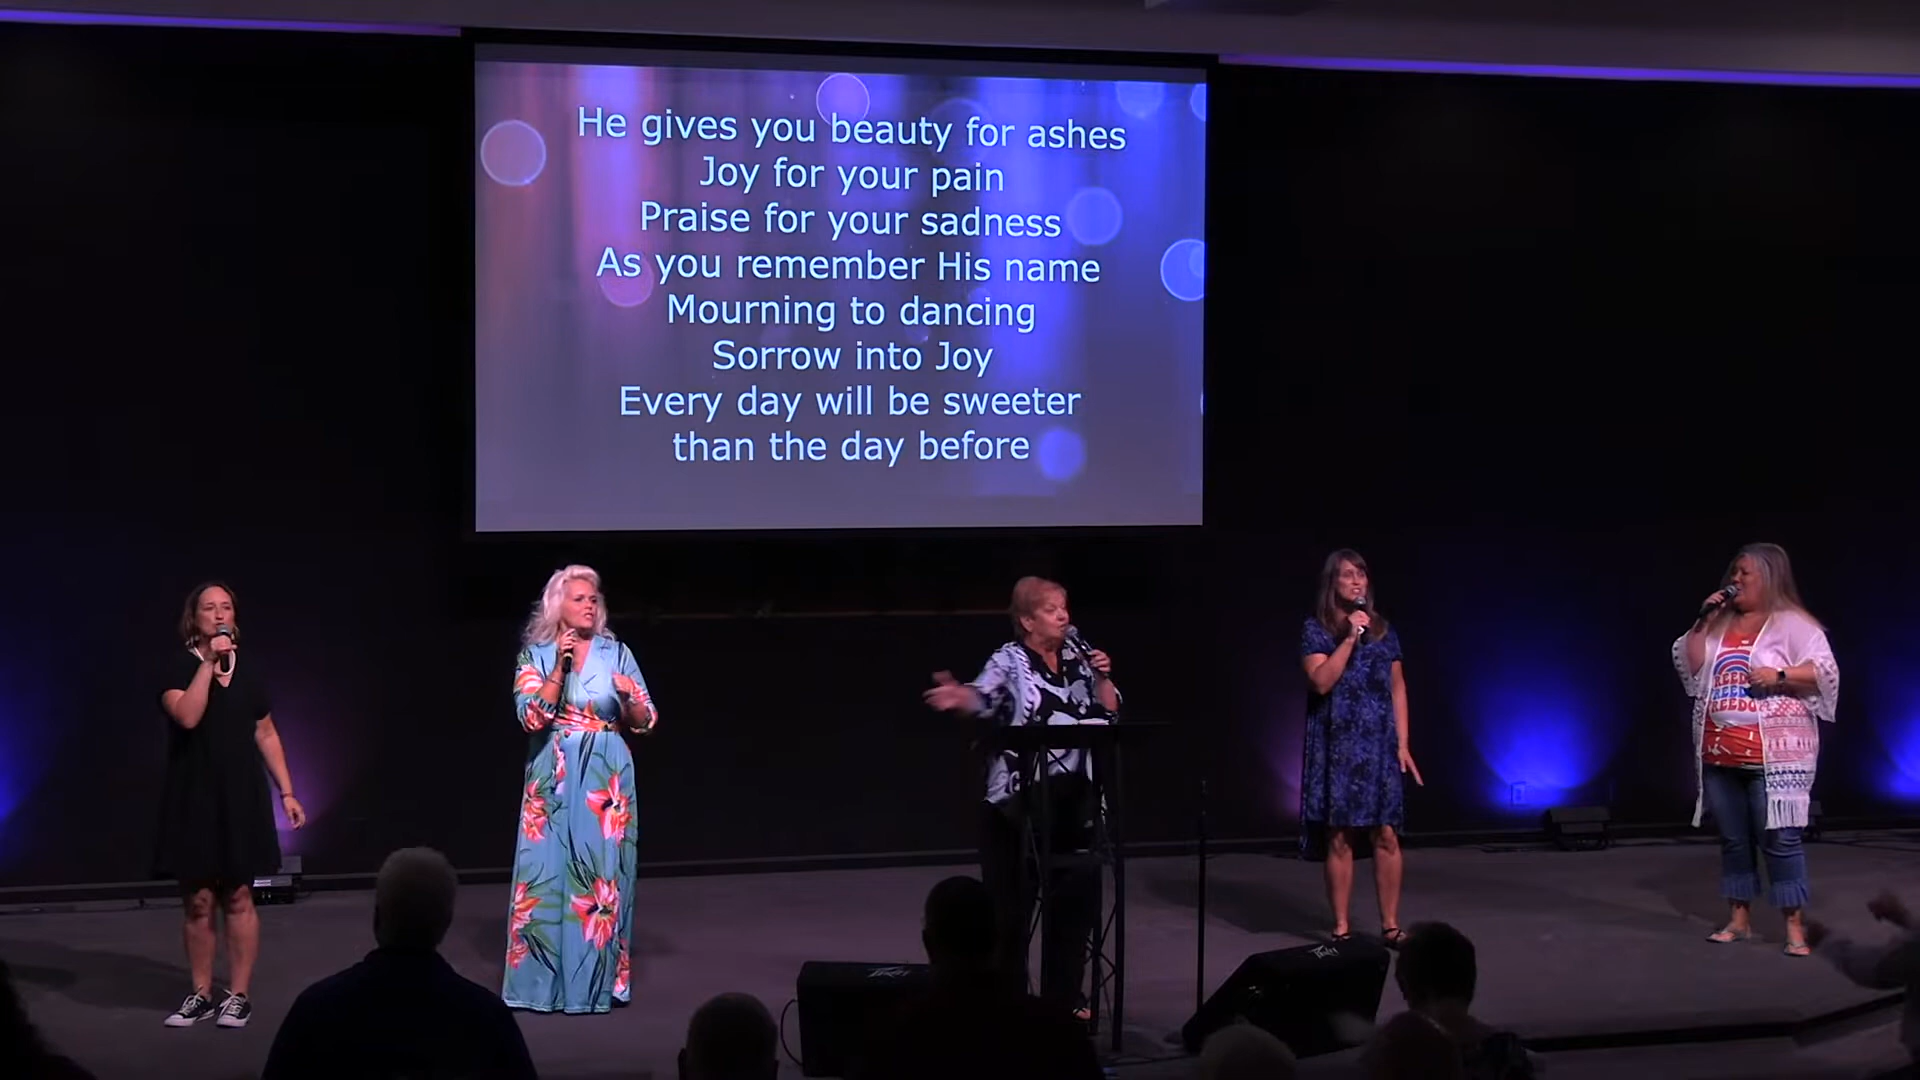 He gives you beauty for ashes
Joy for your pain
Praise for your sadness
As you remember His name
Mourning to dancing
Sorrow into Joy
Every day will be sweeter
than the day before